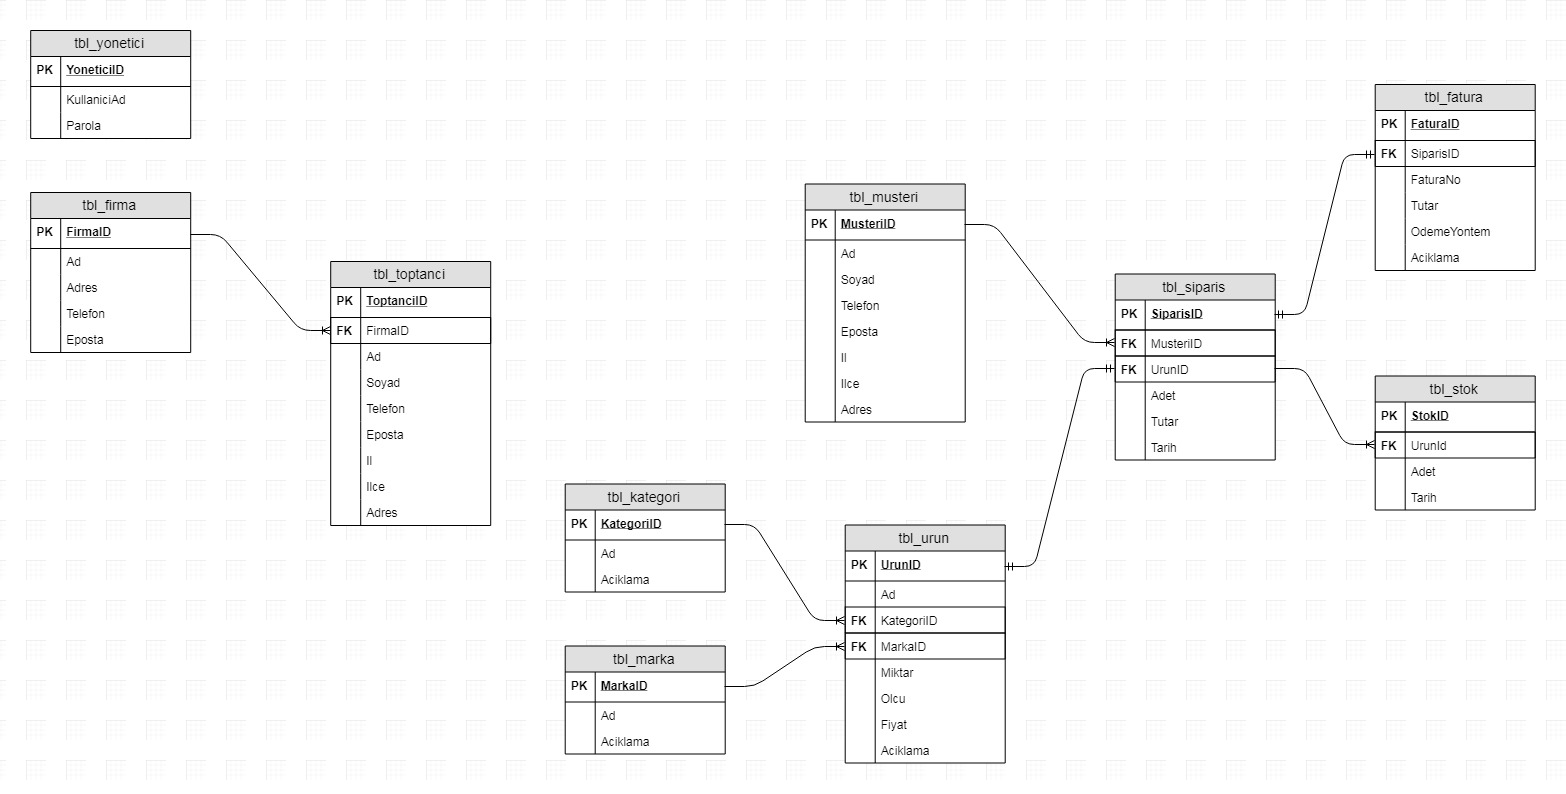 tbl_yonetici
PK YoneticiID
KullaniciAd
Parola
tbl_firma
PK FirmaID
Ad
Adres
Telefon
Eposta
tbl_toptanci
PK ToptanciID
FK FirmaID
Ad
Soyad
Telefon
Eposta
Il
Ilce
Adres
tbl_kategori
PK KategoriID
Ad
Aciklama
tbl_marka
PK MarkaID
Ad
Aciklama
tbl_musteri
PK MusteriID
Ad
Soyad
Telefon
Eposta
Il
Ilce
Adres
tbl_urun
PK UrunID
Ad
FK KategoriID
FK MarkaID
Miktar
Olcu
Fiyat
Aciklama
tbl_siparis
PK SiparisID
FK MusteriID
FK UrunID
Adet
Tutar
Tarih
tbl_fatura
PK FaturaID
FK SiparisID
FaturaNo
Tutar
OdemeYontem
Aciklama
tbl_stok
PK StokID
FK UrunId
Adet
Tarih